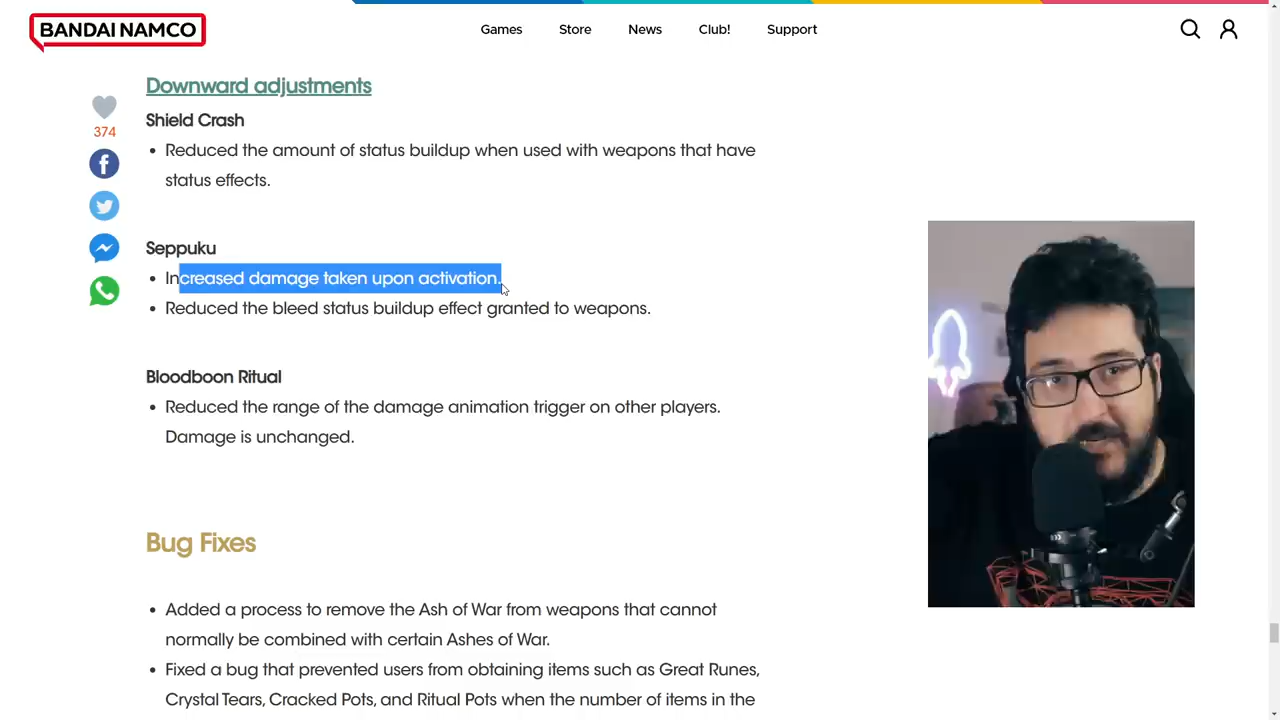 BANDAI NAMCO
Games Store News Club! Support
Downward adjustments
374
Shield Crash
• Reduced the amount of status buildup when used with weapons that have
status effects.
Seppuku
• Increased damage taken upon activation.
• Reduced the bleed status buildup effect granted to weapons.
Bloodboon Ritual
• Reduced the range of the damage animation trigger on other players.
Damage is unchanged.
Bug Fixes
• Added a process to remove the Ash of War from weapons that cannot
normally be combined with certain Ashes of War.
• Fixed a bug that prevented users from obtaining items such as Great Runes,
Crystal Tears, Cracked Pots, and Ritual Pots when the number of items in the